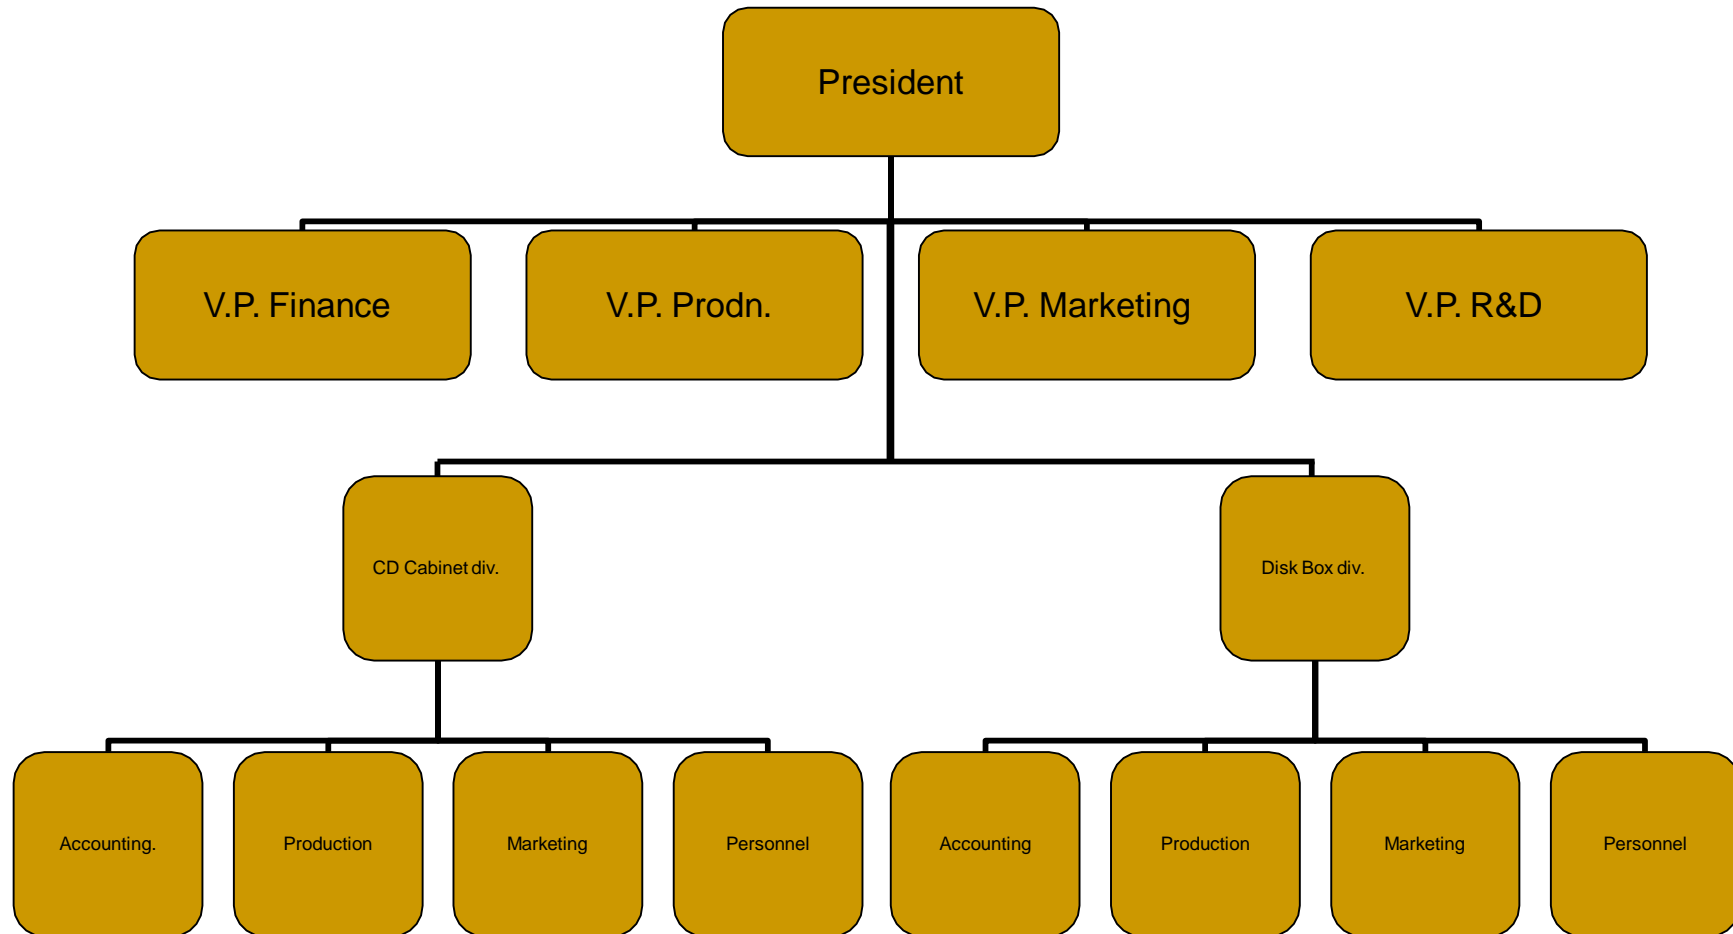 President
V.P. Finance
V.P. Prodn.
V.P. Marketing
V.P. R&D
CD Cabinet div.
Disk Box div.
Accounting.
Production
Marketing
Personnel
Accounting
Production
Marketing
Personnel